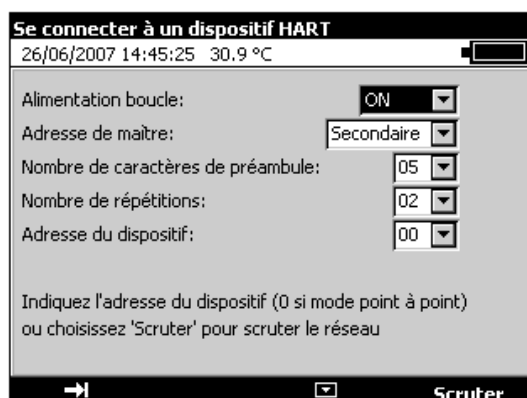 Se connecter à un dispositif HART
26/06/2007 14:45:25 30.9 °C
Alimentation boucle: ON
Adresse de maître: Secondaire
Nombre de caractères de préambule: 05
Nombre de répétitions: 02
Adresse du dispositif: 00
Indiquez l'adresse du dispositif (0 si mode point à point)
ou choisissez 'Scruter' pour scruter le réseau
Scruter